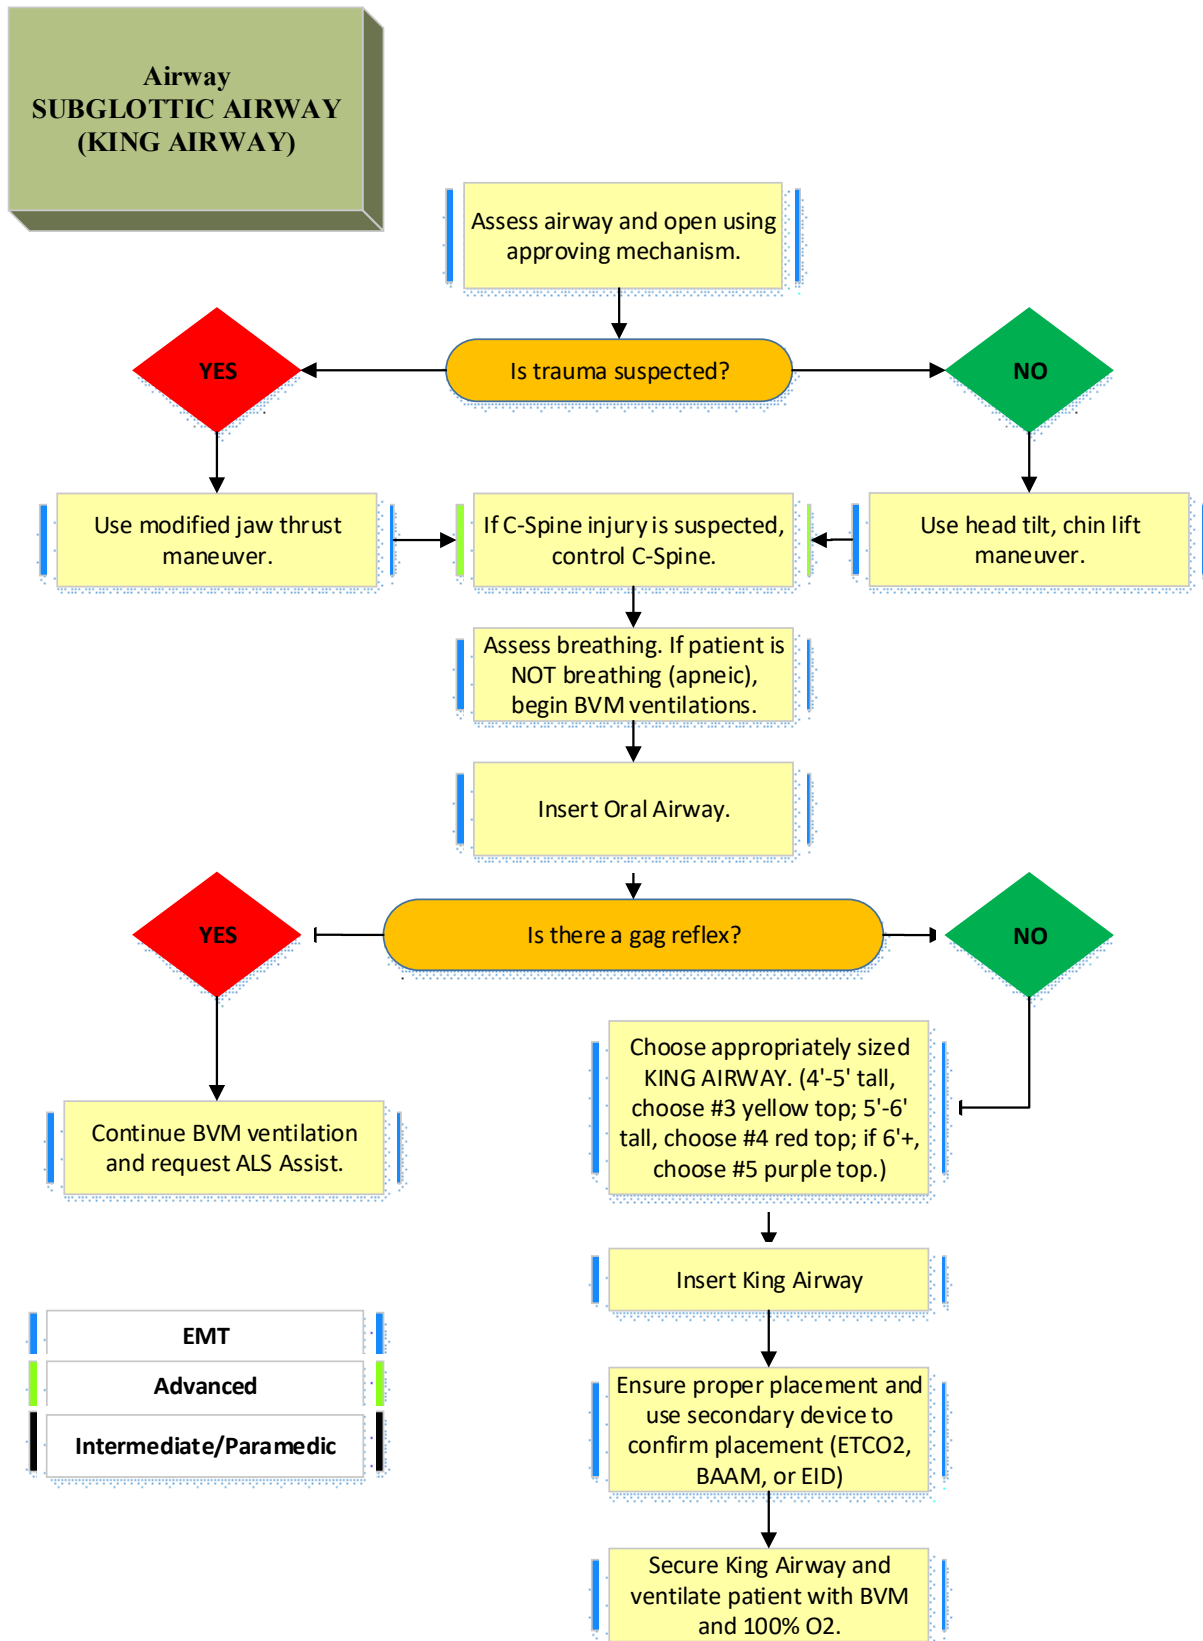 Airway
SUBGLOTTIC AIRWAY
(KING AIRWAY)
Assess airway and open using
approving mechanism.
YES
Is trauma suspected?
NO
Use modified jaw thrust
maneuver.
If C-Spine injury is suspected,
control C-Spine.
Use head tilt, chin lift
maneuver.
Assess breathing. If patient is
NOT breathing (apneic),
begin BVM ventilations.
Insert Oral Airway.
YES
Is there a gag reflex?
NO
Continue BVM ventilation
and request ALS Assist.
Choose appropriately sized
KING AIRWAY. (4'-5' tall,
choose #3 yellow top; 5'-6'
tall, choose #4 red top; if 6'+,
choose #5 purple top.)
Insert King Airway
Ensure proper placement and
use secondary device to
confirm placement (ETCO2,
BAAM, or EID)
Secure King Airway and
ventilate patient with BVM
and 100% O2.
EMT
Advanced
Intermediate/Paramedic